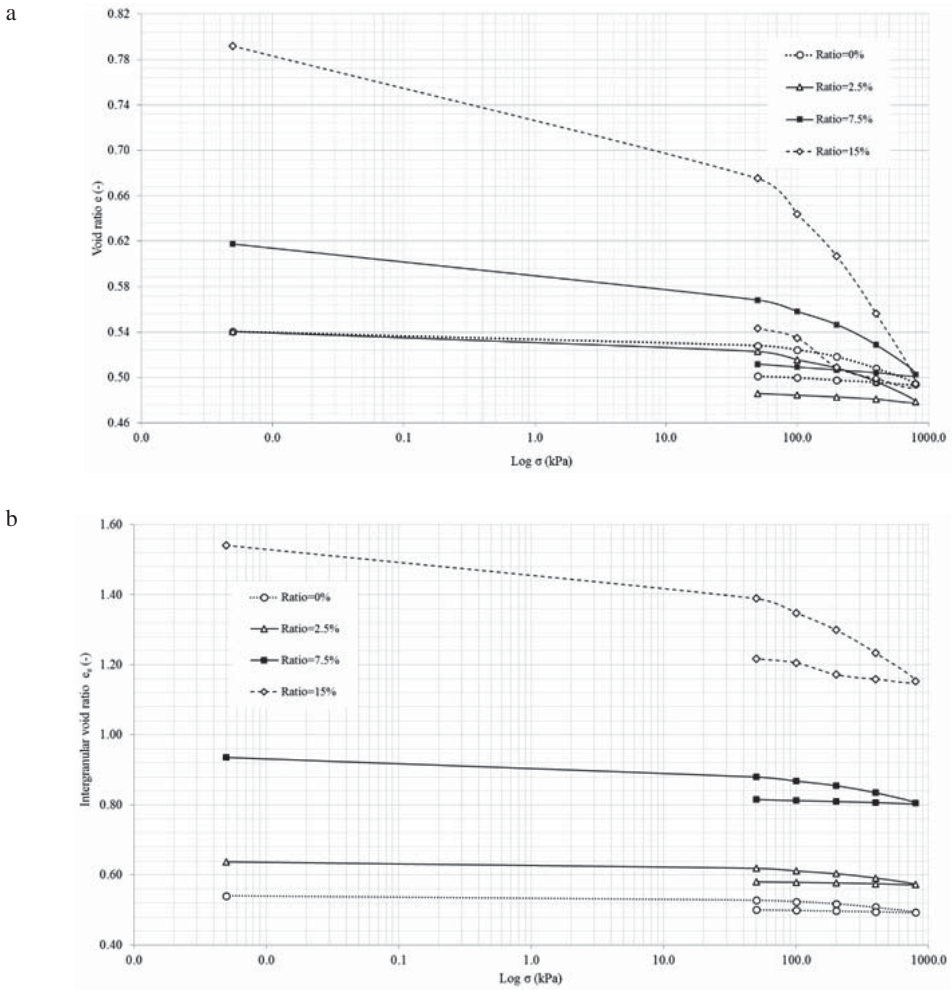 a
0.82
0.78
0.74
0.70
0.66
0.62
0.58
0.54
0.50
0.46
Void ratio e (-)
Ratio=0%
Ratio=2.5%
Ratio=7.5%
Ratio=15%
0.0 0.0 0.1 1.0 10.0 100.0 1000.0
Log σ (kPa)
b
1.60
1.40
1.20
1.00
0.80
0.60
0.40
Intergranular void ratio eₛ (-)
Ratio=0%
Ratio=2.5%
Ratio=7.5%
Ratio=15%
0.0 0.0 0.1 1.0 10.0 100.0 1000.0
Log σ (kPa)